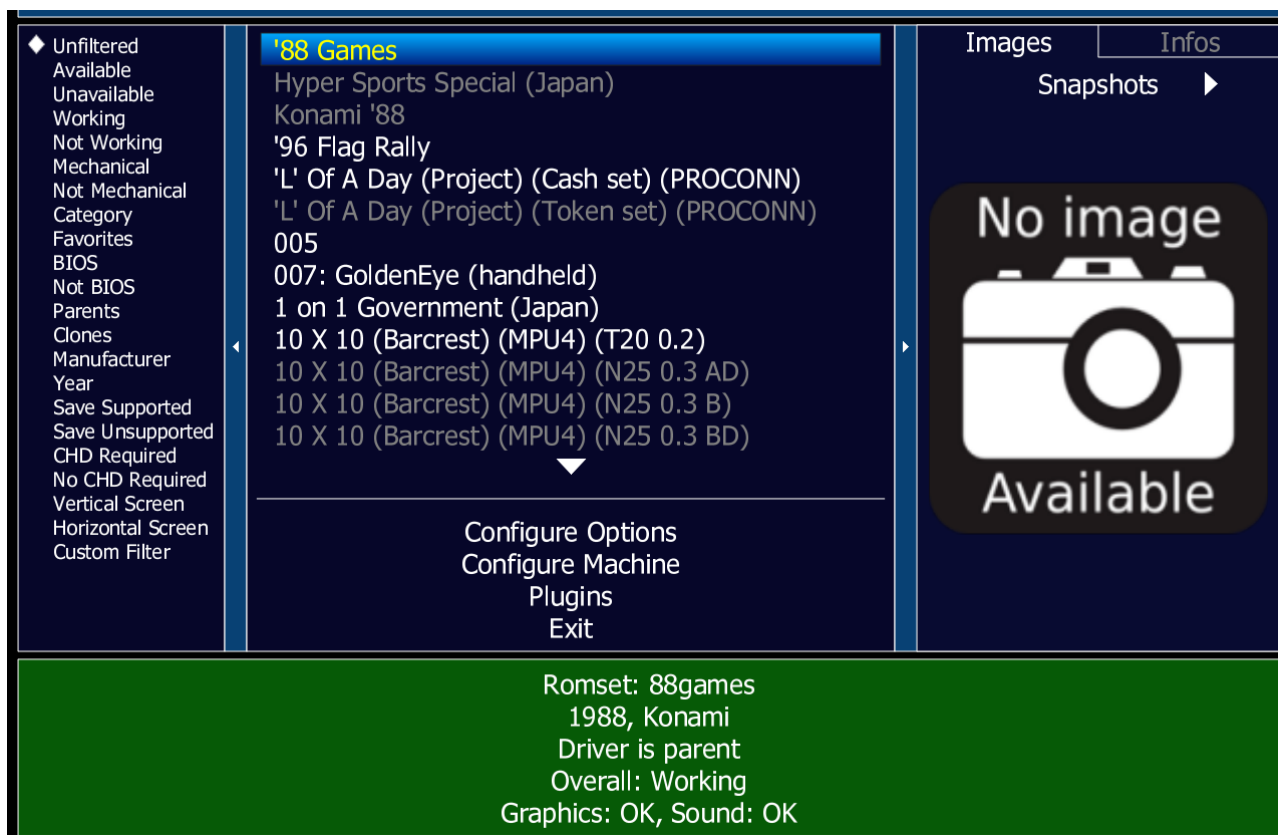 Unfiltered
Available
Unavailable
Working
Not Working
Mechanical
Not Mechanical
Category
Favorites
BIOS
Not BIOS
Parents
Clones
Manufacturer
Year
Save Supported
Save Unsupported
CHD Required
No CHD Required
Vertical Screen
Horizontal Screen
Custom Filter
'88 Games
Hyper Sports Special (Japan)
Konami '88
'96 Flag Rally
'L' Of A Day (Project) (Cash set) (PROCONN)
'L' Of A Day (Project) (Token set) (PROCONN)
005
007: GoldenEye (handheld)
1 on 1 Government (Japan)
10 X 10 (Barcrest) (MPU4) (T20 0.2)
10 X 10 (Barcrest) (MPU4) (N25 0.3 AD)
10 X 10 (Barcrest) (MPU4) (N25 0.3 B)
10 X 10 (Barcrest) (MPU4) (N25 0.3 BD)
Configure Options
Configure Machine
Plugins
Exit
Images Infos
Snapshots
No image
Available
Romset: 88games
1988, Konami
Driver is parent
Overall: Working
Graphics: OK, Sound: OK